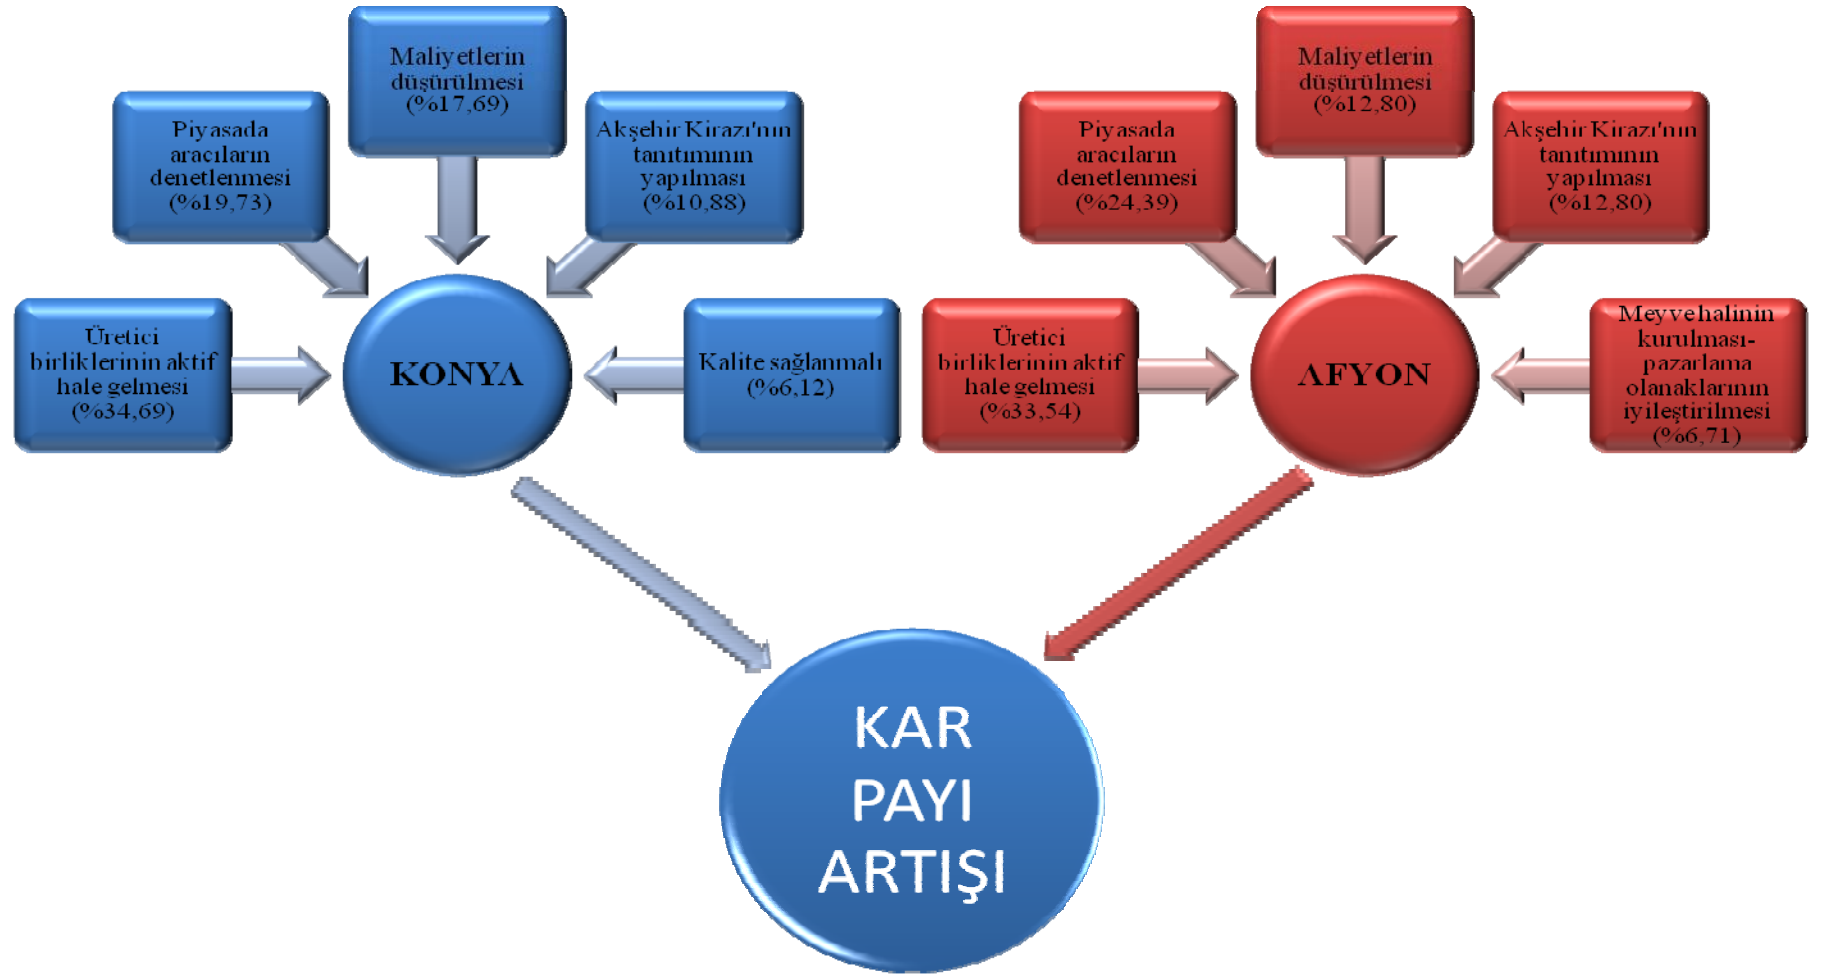 Maliyetlerin
düşürülmesi
(%17,69)
Piyasada
aracıların
denetlenmesi
(%19,73)
Akşehir Kirazı'nın
tanıtımının
yapılması
(%10,88)
Üretici
birliklerinin aktif
hale gelmesi
(%34,69)
KONYA
Kalite sağlanmalı
(%6,12)
Maliyetlerin
düşürülmesi
(%12,80)
Piyasada
aracıların
denetlenmesi
(%24,39)
Akşehir Kirazı'nın
tanıtımının
yapılması
(%12,80)
Üretici
birliklerinin aktif
hale gelmesi
(%33,54)
AFYON
Meyve halinin
kurulması-
pazarlama
olanaklarının
iyileştirilmesi
(%6,71)
KAR
PAYI
ARTIŞI